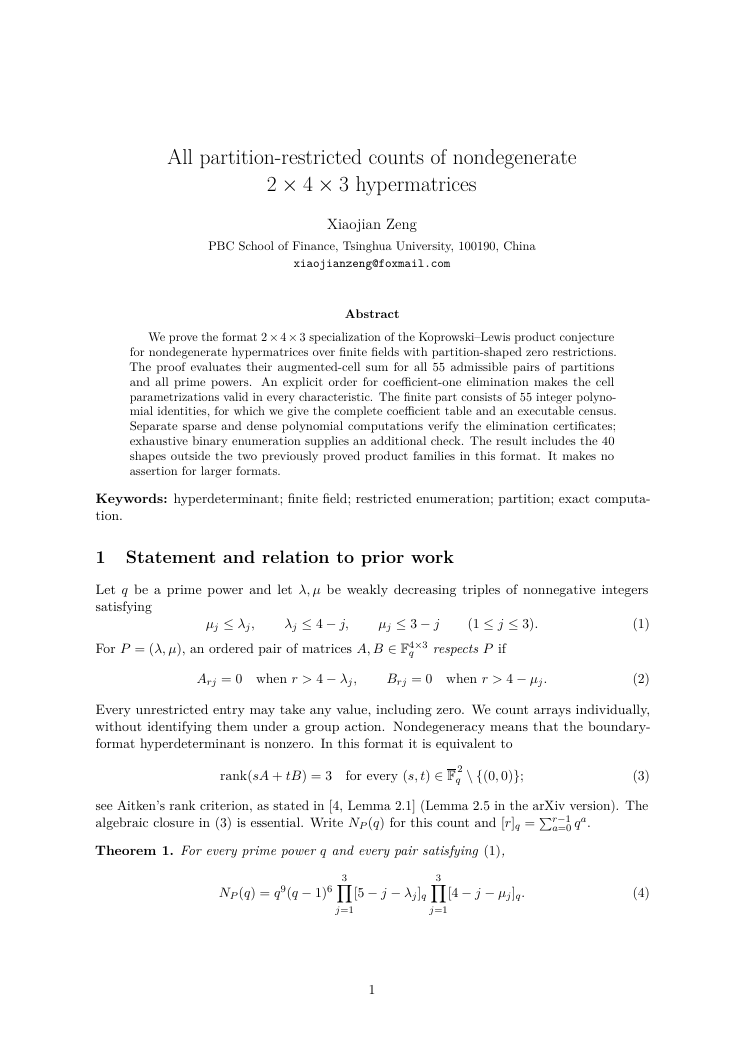 All partition-restricted counts of nondegenerate
2 × 4 × 3 hypermatrices
Xiaojian Zeng
PBC School of Finance, Tsinghua University, 100190, China
xiaojianzeng@foxmail.com
Abstract
We prove the format 2 × 4 × 3 specialization of the Koprowski–Lewis product conjecture
for nondegenerate hypermatrices over finite fields with partition-shaped zero restrictions.
The proof evaluates their augmented-cell sum for all 55 admissible pairs of partitions
and all prime powers. An explicit order for coefficient-one elimination makes the cell
parametrizations valid in every characteristic. The finite part consists of 55 integer polyno-
mial identities, for which we give the complete coefficient table and an executable census.
Separate sparse and dense polynomial computations verify the elimination certificates;
exhaustive binary enumeration supplies an additional check. The result includes the 40
shapes outside the two previously proved product families in this format. It makes no
assertion for larger formats.
Keywords: hyperdeterminant; finite field; restricted enumeration; partition; exact computa-
tion.
1 Statement and relation to prior work
Let q be a prime power and let λ, μ be weakly decreasing triples of nonnegative integers
satisfying
μ_j ≤ λ_j, λ_j ≤ 4 − j, μ_j ≤ 3 − j (1 ≤ j ≤ 3). (1)
For P = (λ, μ), an ordered pair of matrices A, B ∈ F_q^{4×3} respects P if
A_{rj} = 0 when r > 4 − λ_j, B_{rj} = 0 when r > 4 − μ_j. (2)
Every unrestricted entry may take any value, including zero. We count arrays individually,
without identifying them under a group action. Nondegeneracy means that the boundary-
format hyperdeterminant is nonzero. In this format it is equivalent to
rank(sA + tB) = 3 for every (s, t) ∈ \overline{F}_q^2 \ {(0, 0)}; (3)
see Aitken's rank criterion, as stated in [4, Lemma 2.1] (Lemma 2.5 in the arXiv version). The
algebraic closure in (3) is essential. Write N_P(q) for this count and [r]_q = ∑_{a=0}^{r−1} q^a.
Theorem 1. For every prime power q and every pair satisfying (1),
N_P(q) = q^9(q − 1)^6 ∏_{j=1}^{3} [5 − j − λ_j]_q ∏_{j=1}^{3} [4 − j − μ_j]_q. (4)
1